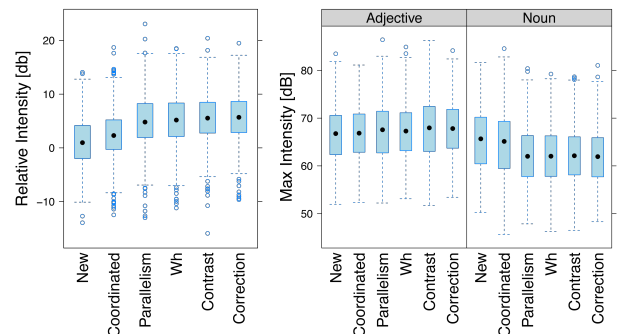 Relative Intensity [db]
20
10
0
−10
New
Coordinated
Parallelism
Wh
Contrast
Correction
Max Intensity [dB]
80
70
60
50
Adjective
Noun
New
Coordinated
Parallelism
Wh
Contrast
Correction
New
Coordinated
Parallelism
Wh
Contrast
Correction